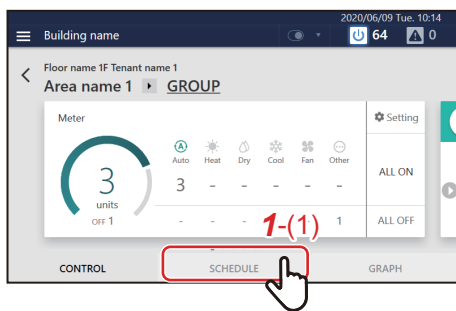 2020/06/09 Tue. 10:14
Building name 64 0
Floor name 1F Tenant name 1
Area name 1 GROUP
Meter Setting
A
Auto Heat Dry Cool Fan Other
3 - - - - -
ALL ON
3
units
OFF 1
- - - - - 1
ALL OFF
1-(1)
CONTROL SCHEDULE GRAPH